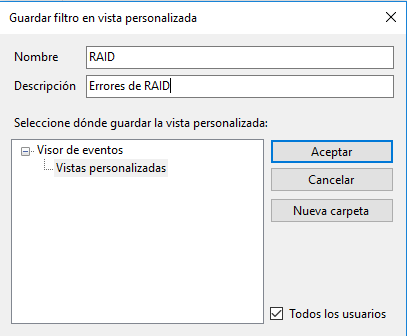 Guardar filtro en vista personalizada
Nombre RAID
Descripción Errores de RAID
Seleccione dónde guardar la vista personalizada:
Visor de eventos
Vistas personalizadas
Aceptar
Cancelar
Nueva carpeta
Todos los usuarios